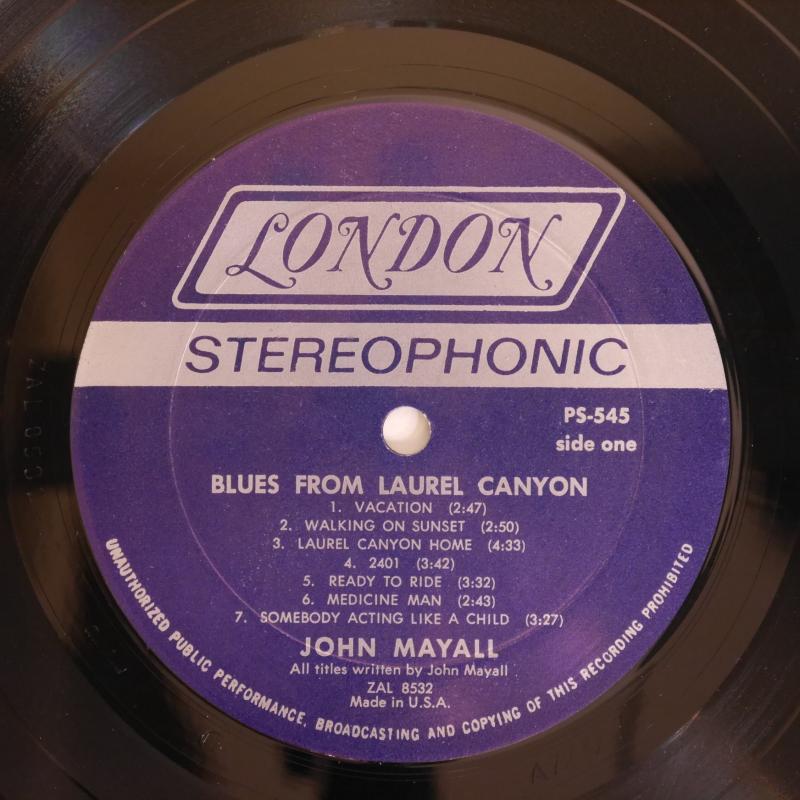 LONDON
STEREOPHONIC
PS-545
side one
BLUES FROM LAUREL CANYON
1. VACATION (2:47)
2. WALKING ON SUNSET (2:50)
3. LAUREL CANYON HOME (4:33)
4. 2401 (3:42)
5. READY TO RIDE (3:32)
6. MEDICINE MAN (2:43)
7. SOMEBODY ACTING LIKE A CHILD (3:27)
JOHN MAYALL
All titles written by John Mayall
ZAL 8532
Made in U.S.A.
UNAUTHORIZED PUBLIC PERFORMANCE, BROADCASTING AND COPYING OF THIS RECORDING PROHIBITED